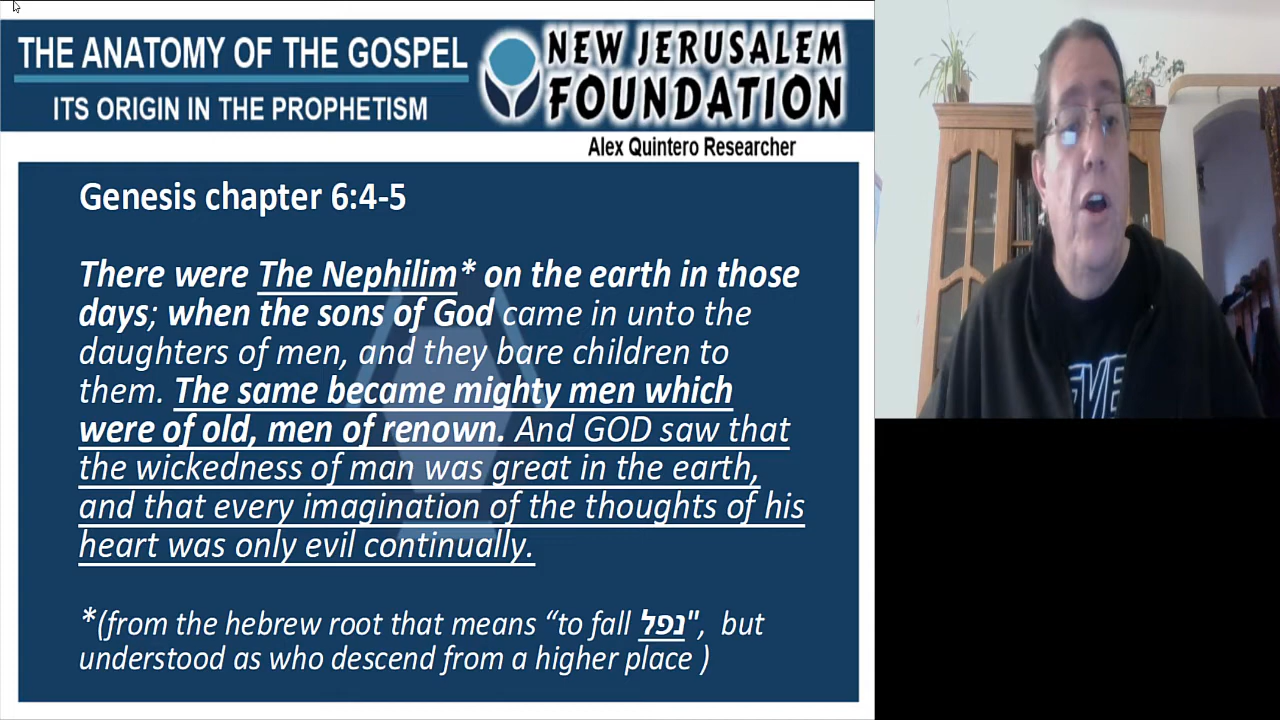 THE ANATOMY OF THE GOSPEL
ITS ORIGIN IN THE PROPHETISM
NEW JERUSALEM
FOUNDATION
Alex Quintero Researcher
Genesis chapter 6:4-5
There were The Nephilim* on the earth in those
days; when the sons of God came in unto the
daughters of men, and they bare children to
them. The same became mighty men which
were of old, men of renown. And GOD saw that
the wickedness of man was great in the earth,
and that every imagination of the thoughts of his
heart was only evil continually.
*(from the hebrew root that means “to fall נפל", but
understood as who descend from a higher place )